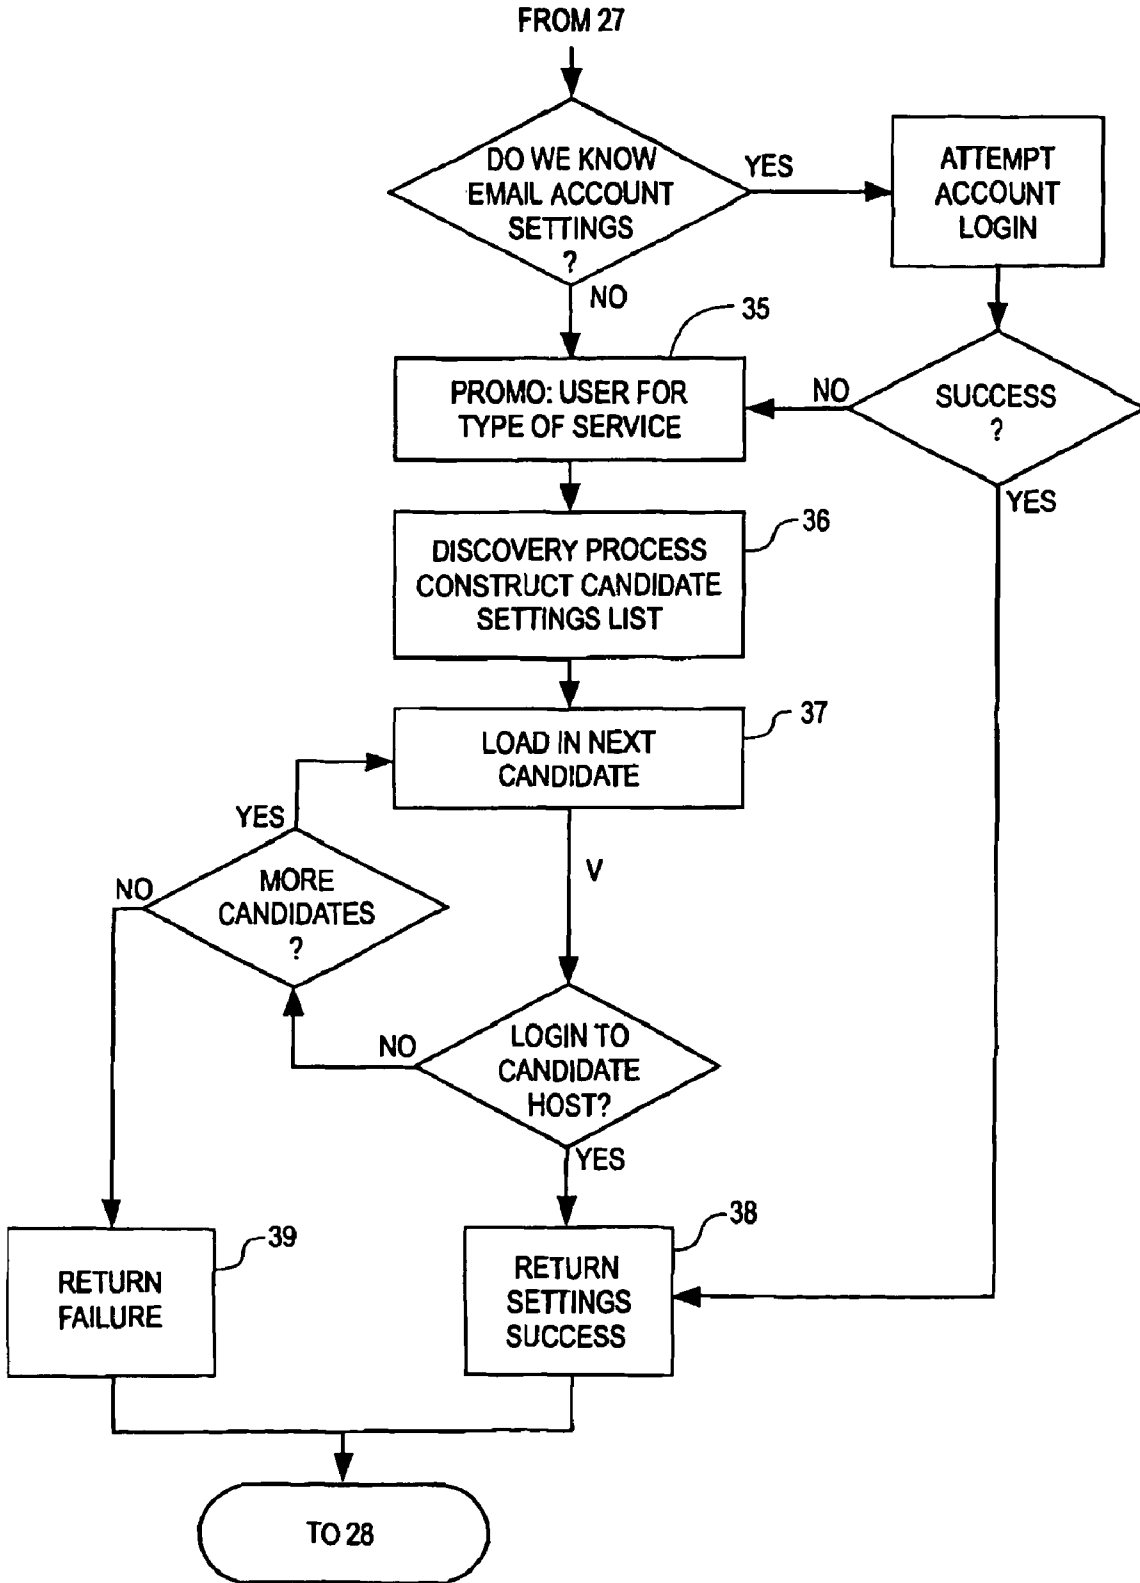 FROM 27
DO WE KNOW
EMAIL ACCOUNT
SETTINGS
?
YES
ATTEMPT
ACCOUNT
LOGIN
NO
35
PROMO: USER FOR
TYPE OF SERVICE
NO
SUCCESS
?
YES
36
DISCOVERY PROCESS
CONSTRUCT CANDIDATE
SETTINGS LIST
37
LOAD IN NEXT
CANDIDATE
YES
V
NO
MORE
CANDIDATES
?
NO
LOGIN TO
CANDIDATE
HOST?
YES
39
RETURN
FAILURE
38
RETURN
SETTINGS
SUCCESS
TO 28